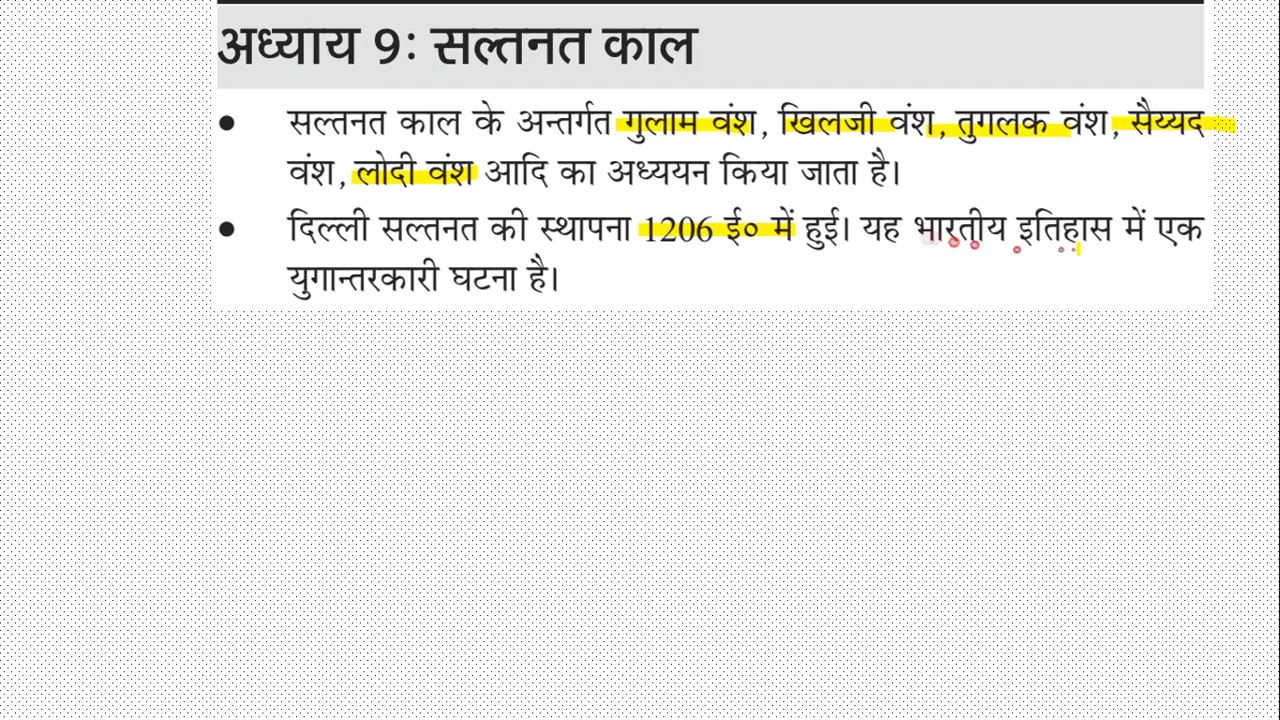 अध्याय 9: सल्तनत काल
● सल्तनत काल के अन्तर्गत गुलाम वंश, खिलजी वंश, तुगलक वंश, सैय्यद
वंश, लोदी वंश आदि का अध्ययन किया जाता है।
● दिल्ली सल्तनत की स्थापना 1206 ई० में हुई। यह भारतीय इतिहास में एक
युगान्तरकारी घटना है।